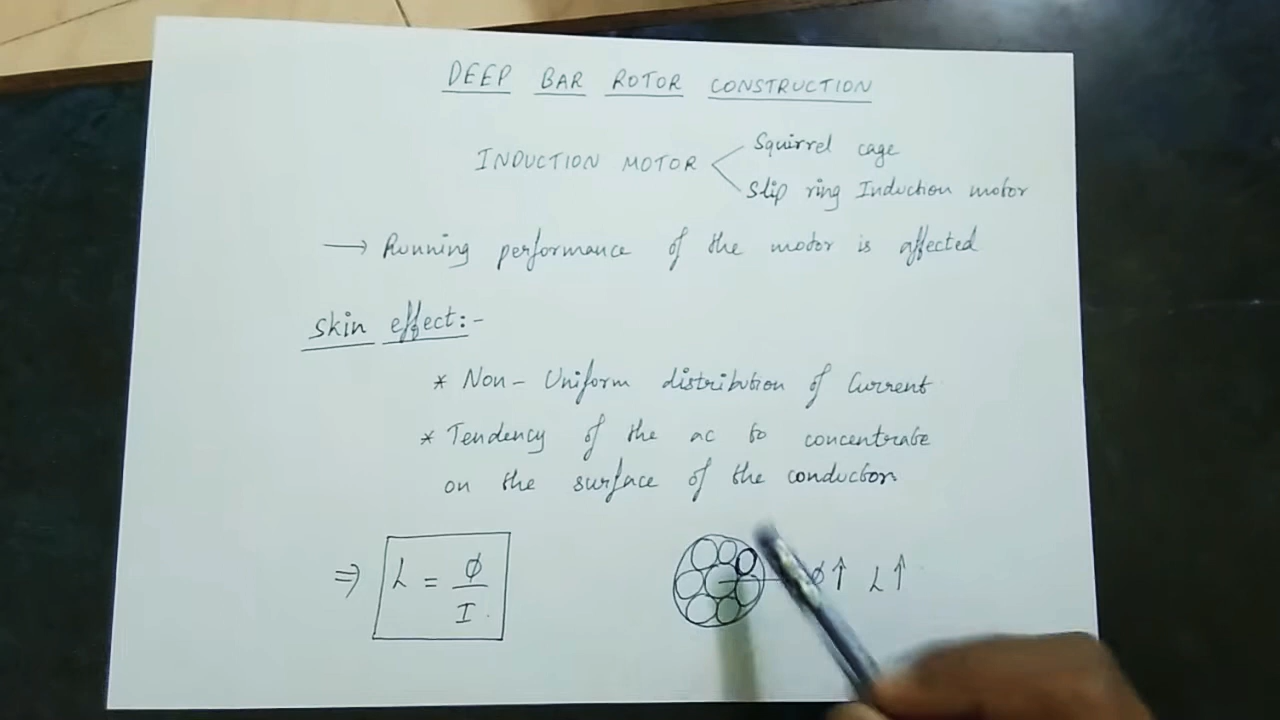 DEEP BAR ROTOR CONSTRUCTION
INDUCTION MOTOR
Squirrel cage
Slip ring Induction motor
→ Running performance of the motor is affected
Skin effect:-
* Non-Uniform distribution of Current
* Tendency of the ac to concentrate
on the surface of the conductor
⇒ L = φ/I
φ↑ L↑